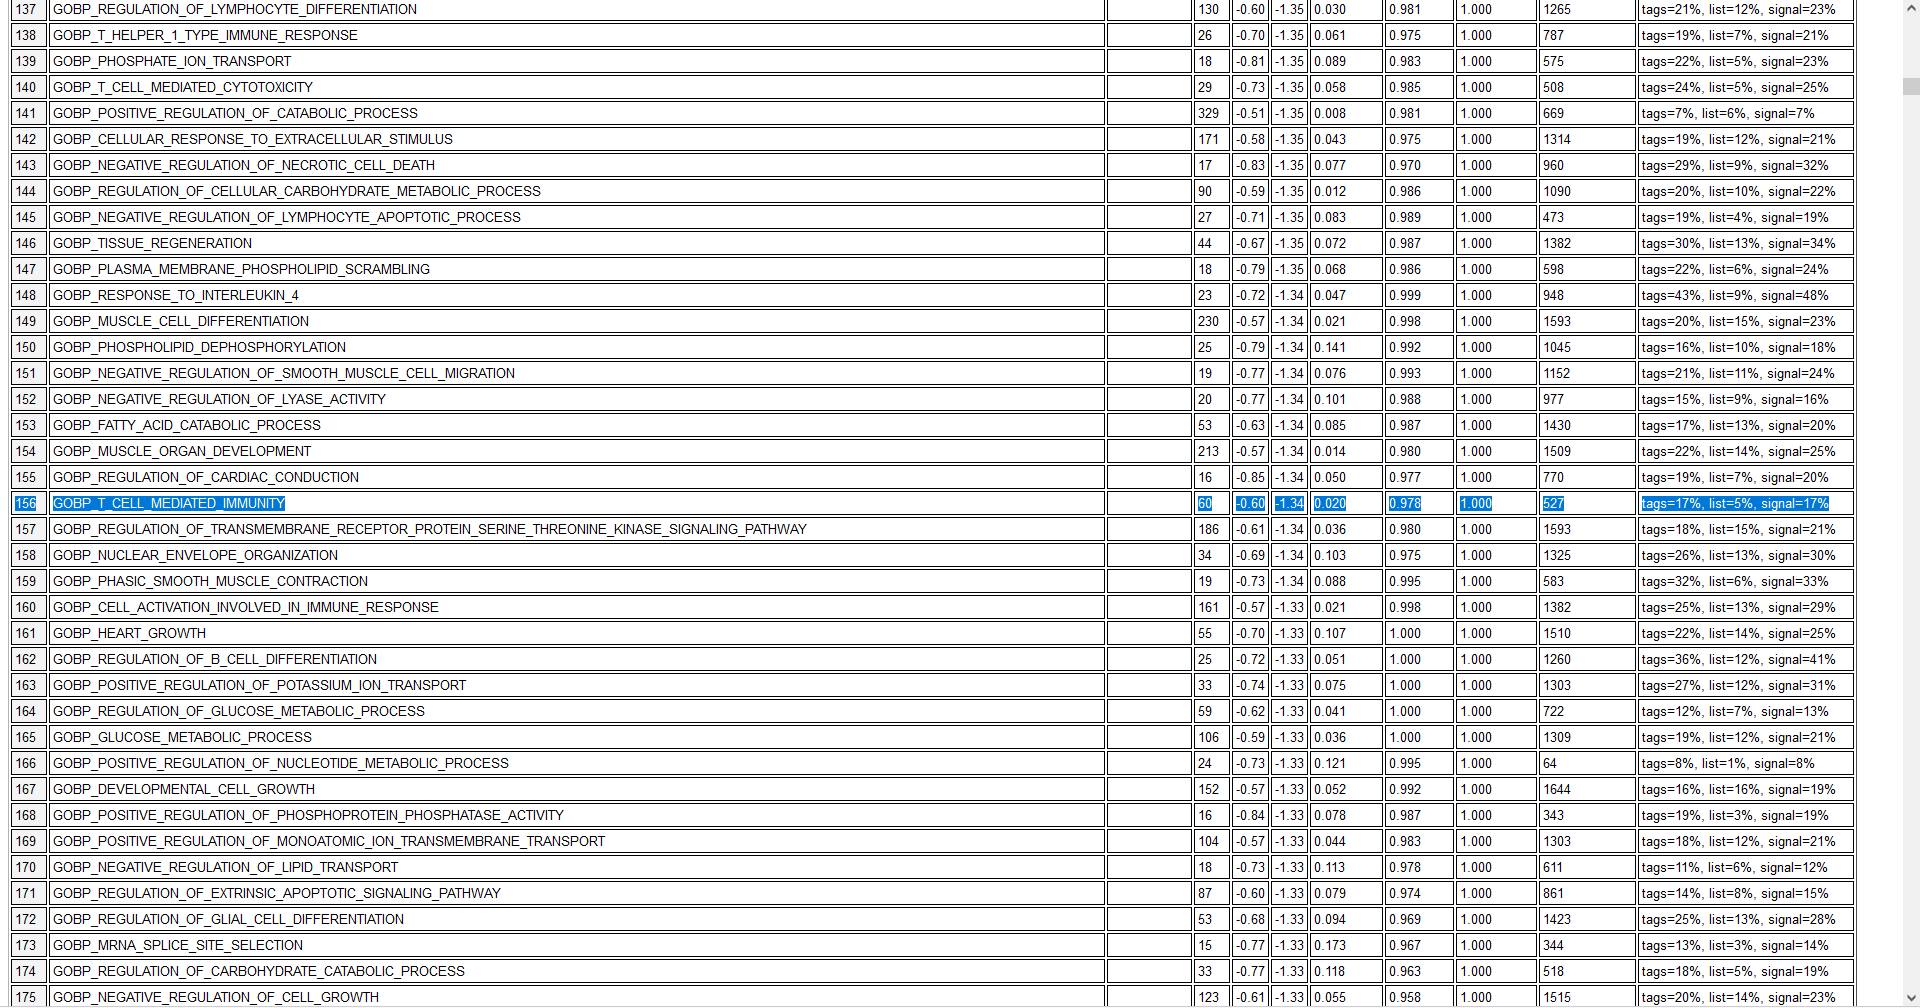 137 GOBP_REGULATION_OF_LYMPHOCYTE_DIFFERENTIATION 130 -0.60 -1.35 0.030 0.981 1.000 1265 tags=21%, list=12%, signal=23%
138 GOBP_T_HELPER_1_TYPE_IMMUNE_RESPONSE 26 -0.70 -1.35 0.061 0.975 1.000 787 tags=19%, list=7%, signal=21%
139 GOBP_PHOSPHATE_ION_TRANSPORT 18 -0.81 -1.35 0.089 0.983 1.000 575 tags=22%, list=5%, signal=23%
140 GOBP_T_CELL_MEDIATED_CYTOTOXICITY 29 -0.73 -1.35 0.058 0.985 1.000 508 tags=24%, list=5%, signal=25%
141 GOBP_POSITIVE_REGULATION_OF_CATABOLIC_PROCESS 329 -0.51 -1.35 0.008 0.981 1.000 669 tags=7%, list=6%, signal=7%
142 GOBP_CELLULAR_RESPONSE_TO_EXTRACELLULAR_STIMULUS 171 -0.58 -1.35 0.043 0.975 1.000 1314 tags=19%, list=12%, signal=21%
143 GOBP_NEGATIVE_REGULATION_OF_NECROTIC_CELL_DEATH 17 -0.83 -1.35 0.077 0.970 1.000 960 tags=29%, list=9%, signal=32%
144 GOBP_REGULATION_OF_CELLULAR_CARBOHYDRATE_METABOLIC_PROCESS 90 -0.59 -1.35 0.012 0.986 1.000 1090 tags=20%, list=10%, signal=22%
145 GOBP_NEGATIVE_REGULATION_OF_LYMPHOCYTE_APOPTOTIC_PROCESS 27 -0.71 -1.35 0.083 0.989 1.000 473 tags=19%, list=4%, signal=19%
146 GOBP_TISSUE_REGENERATION 44 -0.67 -1.35 0.072 0.987 1.000 1382 tags=30%, list=13%, signal=34%
147 GOBP_PLASMA_MEMBRANE_PHOSPHOLIPID_SCRAMBLING 18 -0.79 -1.35 0.068 0.986 1.000 598 tags=22%, list=6%, signal=24%
148 GOBP_RESPONSE_TO_INTERLEUKIN_4 23 -0.72 -1.34 0.047 0.999 1.000 948 tags=43%, list=9%, signal=48%
149 GOBP_MUSCLE_CELL_DIFFERENTIATION 230 -0.57 -1.34 0.021 0.998 1.000 1593 tags=20%, list=15%, signal=23%
150 GOBP_PHOSPHOLIPID_DEPHOSPHORYLATION 25 -0.79 -1.34 0.141 0.992 1.000 1045 tags=16%, list=10%, signal=18%
151 GOBP_NEGATIVE_REGULATION_OF_SMOOTH_MUSCLE_CELL_MIGRATION 19 -0.77 -1.34 0.076 0.993 1.000 1152 tags=21%, list=11%, signal=24%
152 GOBP_NEGATIVE_REGULATION_OF_LYASE_ACTIVITY 20 -0.77 -1.34 0.101 0.988 1.000 977 tags=15%, list=9%, signal=16%
153 GOBP_FATTY_ACID_CATABOLIC_PROCESS 53 -0.63 -1.34 0.085 0.987 1.000 1430 tags=17%, list=13%, signal=20%
154 GOBP_MUSCLE_ORGAN_DEVELOPMENT 213 -0.57 -1.34 0.014 0.980 1.000 1509 tags=22%, list=14%, signal=25%
155 GOBP_REGULATION_OF_CARDIAC_CONDUCTION 16 -0.85 -1.34 0.050 0.977 1.000 770 tags=19%, list=7%, signal=20%
156 GOBP_T_CELL_MEDIATED_IMMUNITY 60 -0.60 -1.34 0.020 0.978 1.000 527 tags=17%, list=5%, signal=17%
157 GOBP_REGULATION_OF_TRANSMEMBRANE_RECEPTOR_PROTEIN_SERINE_THREONINE_KINASE_SIGNALING_PATHWAY 186 -0.61 -1.34 0.036 0.980 1.000 1593 tags=18%, list=15%, signal=21%
158 GOBP_NUCLEAR_ENVELOPE_ORGANIZATION 34 -0.69 -1.34 0.103 0.975 1.000 1325 tags=26%, list=13%, signal=30%
159 GOBP_PHASIC_SMOOTH_MUSCLE_CONTRACTION 19 -0.73 -1.34 0.088 0.995 1.000 583 tags=32%, list=6%, signal=33%
160 GOBP_CELL_ACTIVATION_INVOLVED_IN_IMMUNE_RESPONSE 161 -0.57 -1.33 0.021 0.998 1.000 1382 tags=25%, list=13%, signal=29%
161 GOBP_HEART_GROWTH 55 -0.70 -1.33 0.107 1.000 1.000 1510 tags=22%, list=14%, signal=25%
162 GOBP_REGULATION_OF_B_CELL_DIFFERENTIATION 25 -0.72 -1.33 0.051 1.000 1.000 1260 tags=36%, list=12%, signal=41%
163 GOBP_POSITIVE_REGULATION_OF_POTASSIUM_ION_TRANSPORT 33 -0.74 -1.33 0.075 1.000 1.000 1303 tags=27%, list=12%, signal=31%
164 GOBP_REGULATION_OF_GLUCOSE_METABOLIC_PROCESS 59 -0.62 -1.33 0.041 1.000 1.000 722 tags=12%, list=7%, signal=13%
165 GOBP_GLUCOSE_METABOLIC_PROCESS 106 -0.59 -1.33 0.036 1.000 1.000 1309 tags=19%, list=12%, signal=21%
166 GOBP_POSITIVE_REGULATION_OF_NUCLEOTIDE_METABOLIC_PROCESS 24 -0.73 -1.33 0.121 0.995 1.000 64 tags=8%, list=1%, signal=8%
167 GOBP_DEVELOPMENTAL_CELL_GROWTH 152 -0.57 -1.33 0.052 0.992 1.000 1644 tags=16%, list=16%, signal=19%
168 GOBP_POSITIVE_REGULATION_OF_PHOSPHOPROTEIN_PHOSPHATASE_ACTIVITY 16 -0.84 -1.33 0.078 0.987 1.000 343 tags=19%, list=3%, signal=19%
169 GOBP_POSITIVE_REGULATION_OF_MONOATOMIC_ION_TRANSMEMBRANE_TRANSPORT 104 -0.57 -1.33 0.044 0.983 1.000 1303 tags=18%, list=12%, signal=21%
170 GOBP_NEGATIVE_REGULATION_OF_LIPID_TRANSPORT 18 -0.73 -1.33 0.113 0.978 1.000 611 tags=11%, list=6%, signal=12%
171 GOBP_REGULATION_OF_EXTRINSIC_APOPTOTIC_SIGNALING_PATHWAY 87 -0.60 -1.33 0.079 0.974 1.000 861 tags=14%, list=8%, signal=15%
172 GOBP_REGULATION_OF_GLIAL_CELL_DIFFERENTIATION 53 -0.68 -1.33 0.094 0.969 1.000 1423 tags=25%, list=13%, signal=28%
173 GOBP_MRNA_SPLICE_SITE_SELECTION 15 -0.77 -1.33 0.173 0.967 1.000 344 tags=13%, list=3%, signal=14%
174 GOBP_REGULATION_OF_CARBOHYDRATE_CATABOLIC_PROCESS 33 -0.77 -1.33 0.118 0.963 1.000 518 tags=18%, list=5%, signal=19%
175 GOBP_NEGATIVE_REGULATION_OF_CELL_GROWTH 123 -0.61 -1.33 0.055 0.958 1.000 1515 tags=20%, list=14%, signal=23%